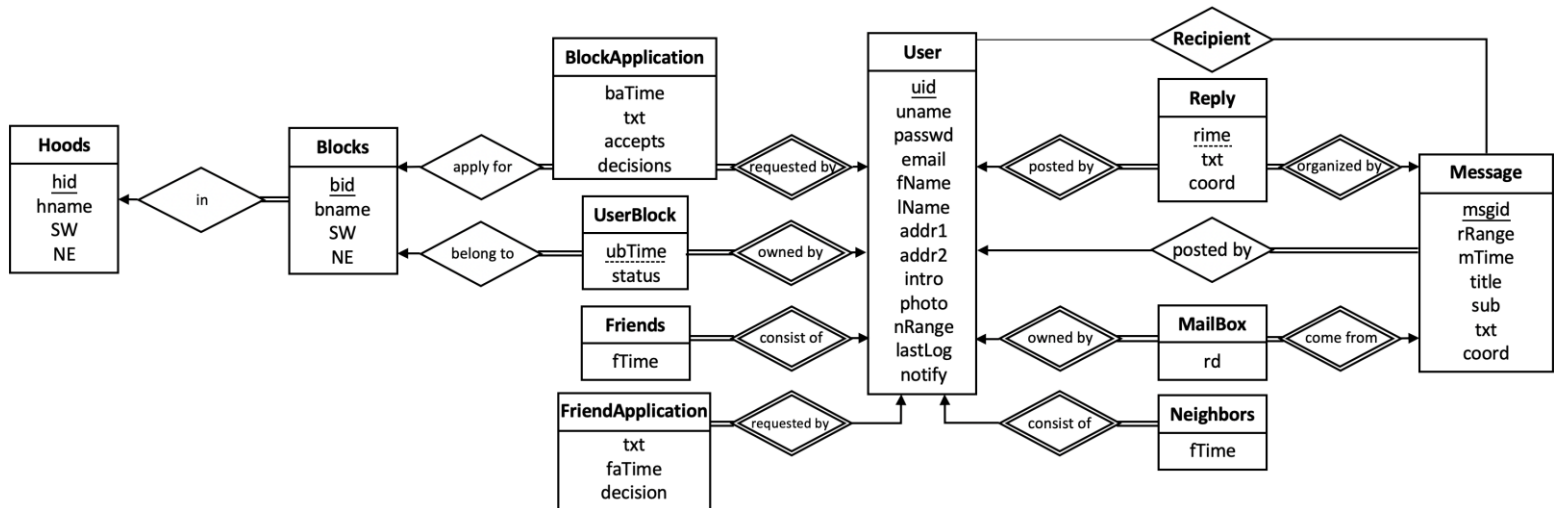 Hoods
hid
hname
SW
NE
in
Blocks
bid
bname
SW
NE
apply for
belong to
BlockApplication
baTime
txt
accepts
decisions
requested by
UserBlock
ubTime
status
owned by
Friends
fTime
consist of
FriendApplication
txt
faTime
decision
requested by
User
uid
uname
passwd
email
fName
lName
addr1
addr2
intro
photo
nRange
lastLog
notify
Recipient
posted by
Reply
rime
txt
coord
organized by
posted by
owned by
MailBox
rd
come from
consist of
Neighbors
fTime
Message
msgid
rRange
mTime
title
sub
txt
coord